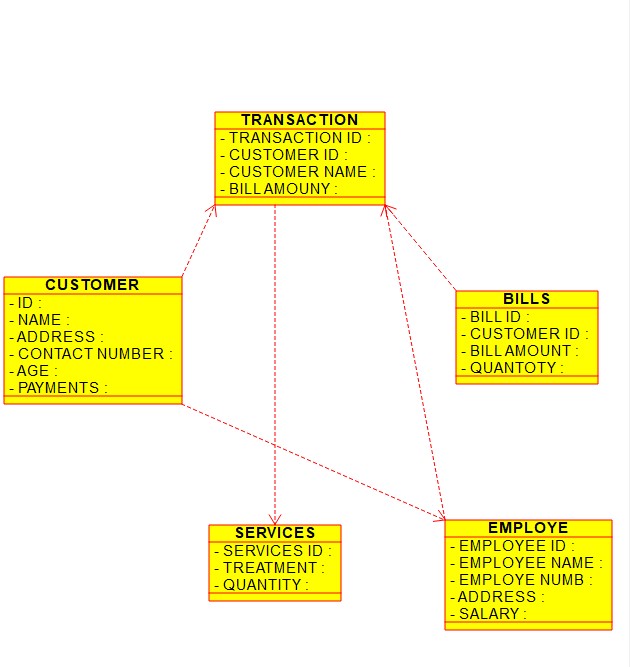 TRANSACTION
- TRANSACTION ID :
- CUSTOMER ID :
- CUSTOMER NAME :
- BILL AMOUNY :
CUSTOMER
- ID :
- NAME :
- ADDRESS :
- CONTACT NUMBER :
- AGE :
- PAYMENTS :
BILLS
- BILL ID :
- CUSTOMER ID :
- BILL AMOUNT :
- QUANTOTY :
SERVICES
- SERVICES ID :
- TREATMENT :
- QUANTITY :
EMPLOYE
- EMPLOYEE ID :
- EMPLOYEE NAME :
- EMPLOYE NUMB :
- ADDRESS :
- SALARY :